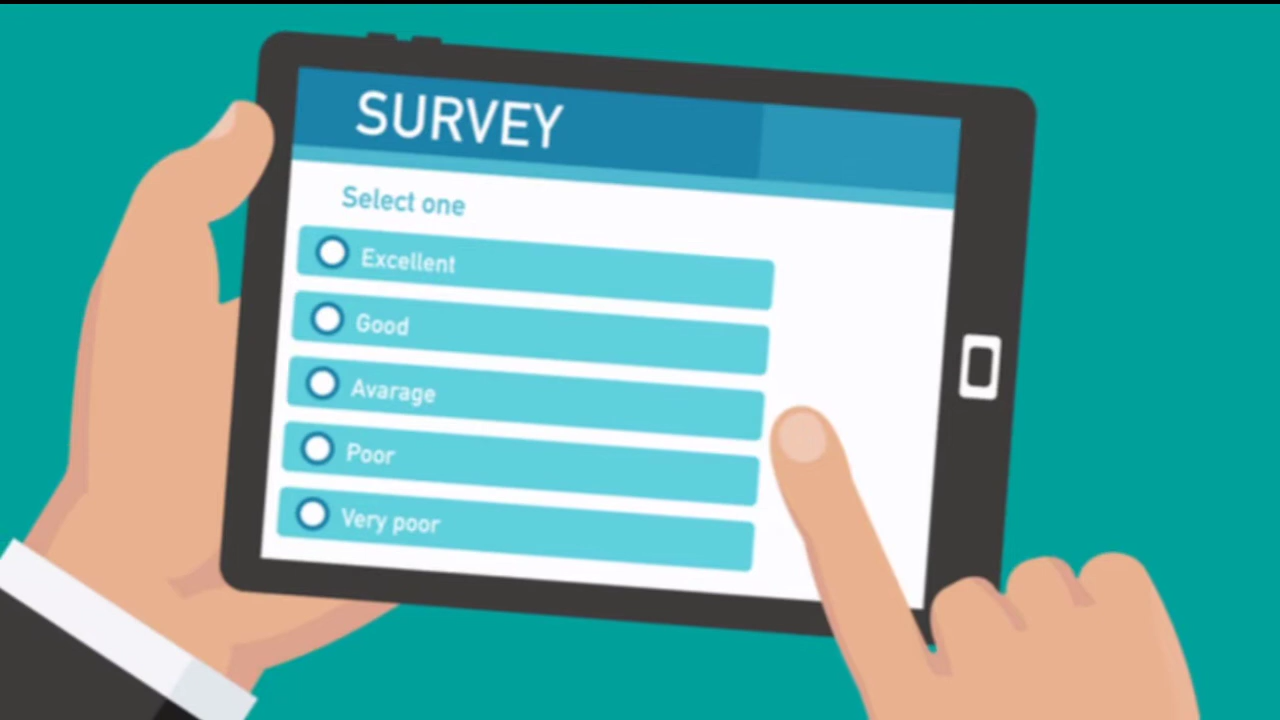 SURVEY
Select one
Excellent
Good
Avarage
Poor
Very poor